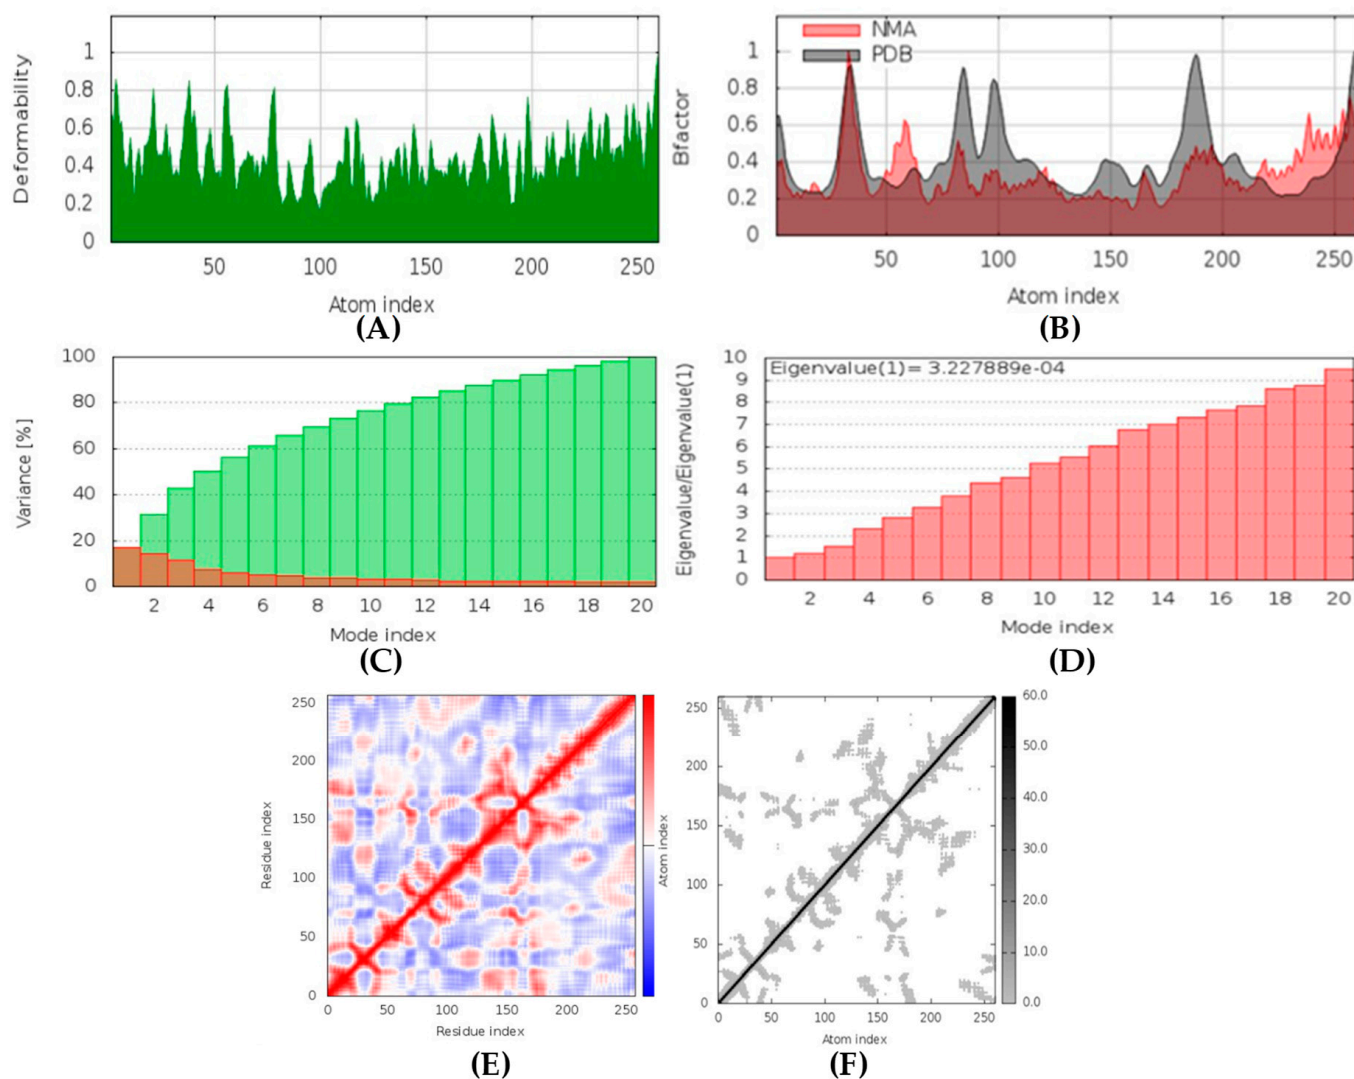 Deformability
1
0.8
0.6
0.4
0.2
0
50 100 150 200 250
Atom index
(A)
Bfactor
NMA
PDB
1
0.8
0.6
0.4
0.2
0
50 100 150 200 250
Atom index
(B)
Variance [%]
100
80
60
40
20
0
2 4 6 8 10 12 14 16 18 20
Mode index
(C)
Eigenvalue/Eigenvalue(1)
Eigenvalue(1)= 3.227889e-04
10
9
8
7
6
5
4
3
2
1
0
2 4 6 8 10 12 14 16 18 20
Mode index
(D)
Residue index
250
200
150
100
50
0
0 50 100 150 200 250
Residue index
(E)
Atom index
250
200
150
100
50
0
0 50 100 150 200 250
Atom index
60.0
50.0
40.0
30.0
20.0
10.0
0.0
(F)